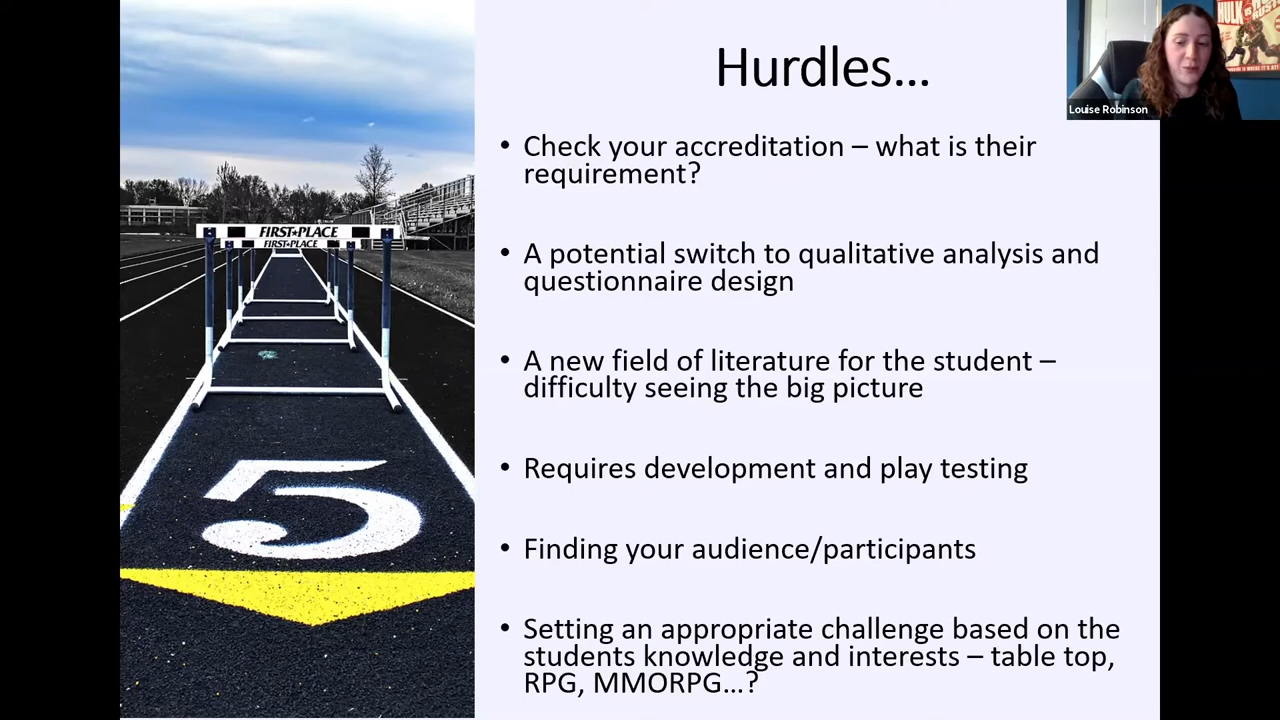 Hurdles...
Louise Robinson
• Check your accreditation – what is their
requirement?
• A potential switch to qualitative analysis and
questionnaire design
• A new field of literature for the student –
difficulty seeing the big picture
• Requires development and play testing
• Finding your audience/participants
• Setting an appropriate challenge based on the
students knowledge and interests – table top,
RPG, MMORPG...?
FIRST★PLACE
FIRST★PLACE
5
HULK